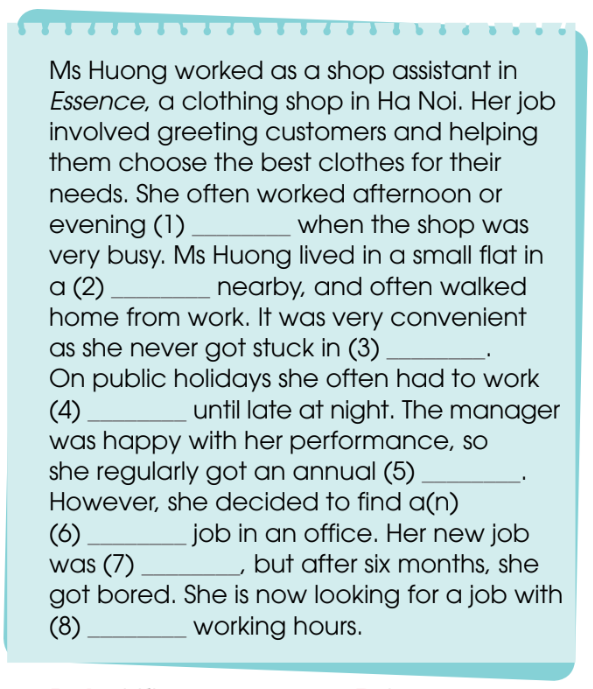 Ms Huong worked as a shop assistant in
Essence, a clothing shop in Ha Noi. Her job
involved greeting customers and helping
them choose the best clothes for their
needs. She often worked afternoon or
evening (1) ________ when the shop was
very busy. Ms Huong lived in a small flat in
a (2) ________ nearby, and often walked
home from work. It was very convenient
as she never got stuck in (3) ________.
On public holidays she often had to work
(4) ________ until late at night. The manager
was happy with her performance, so
she regularly got an annual (5) ________.
However, she decided to find a(n)
(6) ________ job in an office. Her new job
was (7) ________, but after six months, she
got bored. She is now looking for a job with
(8) ________ working hours.